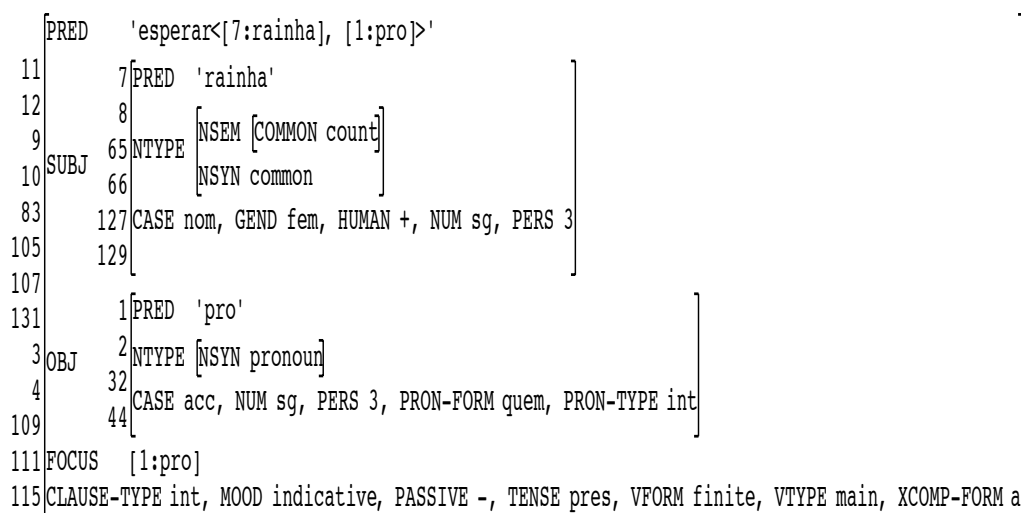 PRED 'esperar<[7:rainha], [1:pro]>'
11 7 PRED 'rainha'
12 8
9 65 NTYPE NSEM [COMMON count]
10 SUBJ 66 NSYN common
83 127 CASE nom, GEND fem, HUMAN +, NUM sg, PERS 3
105 129
107
131 1 PRED 'pro'
3 OBJ 2 NTYPE [NSYN pronoun]
4 32 CASE acc, NUM sg, PERS 3, PRON-FORM quem, PRON-TYPE int
109 44
111 FOCUS [1:pro]
115 CLAUSE-TYPE int, MOOD indicative, PASSIVE -, TENSE pres, VFORM finite, VTYPE main, XCOMP-FORM a